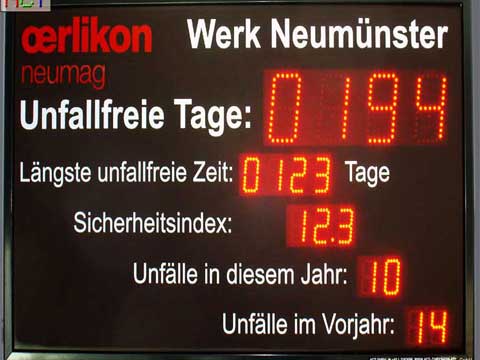 œrlikon
neumag
Werk Neumünster
Unfallfreie Tage: 0194
Längste unfallfreie Zeit: 0123 Tage
Sicherheitsindex: 12.3
Unfälle in diesem Jahr: 10
Unfälle im Vorjahr: 14